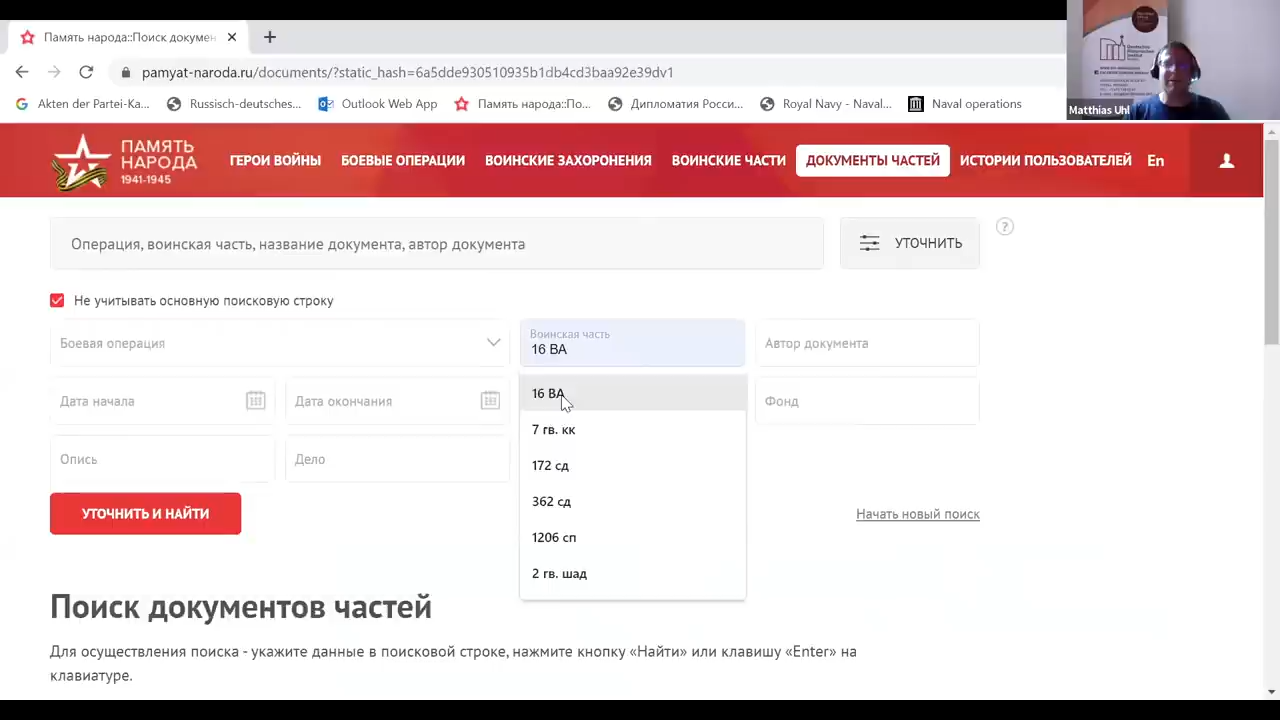 Память народа::Поиск докумен
pamyat-naroda.ru/documents/?static_hash=
de930510935b1db4cd3baa92e39dv1
Akten der Partei-Ka...
Russisch-deutsches...
Outlook Web
Память народа::По...
Дипломатия Росси...
Royal Navy - Naval...
Naval operations
Matthias Uhl
ПАМЯТЬ
НАРОДА
1941-1945
ГЕРОИ ВОЙНЫ
БОЕВЫЕ ОПЕРАЦИИ
ВОИНСКИЕ ЗАХОРОНЕНИЯ
ВОИНСКИЕ ЧАСТИ
ДОКУМЕНТЫ ЧАСТЕЙ
ИСТОРИИ ПОЛЬЗОВАТЕЛЕЙ
En
Операция, воинская часть, название документа, автор документа
УТОЧНИТЬ
?
Не учитывать основную поисковую строку
Боевая операция
Воинская часть
16 ВА
Автор документа
Дата начала
Дата окончания
16 ВА
Фонд
7 гв. кк
Опись
Дело
172 сд
362 сд
УТОЧНИТЬ И НАЙТИ
Начать новый поиск
1206 сп
2 гв. шад
Поиск документов частей
Для осуществления поиска - укажите данные в поисковой строке, нажмите кнопку «Найти» или клавишу «Enter» на
клавиатуре.